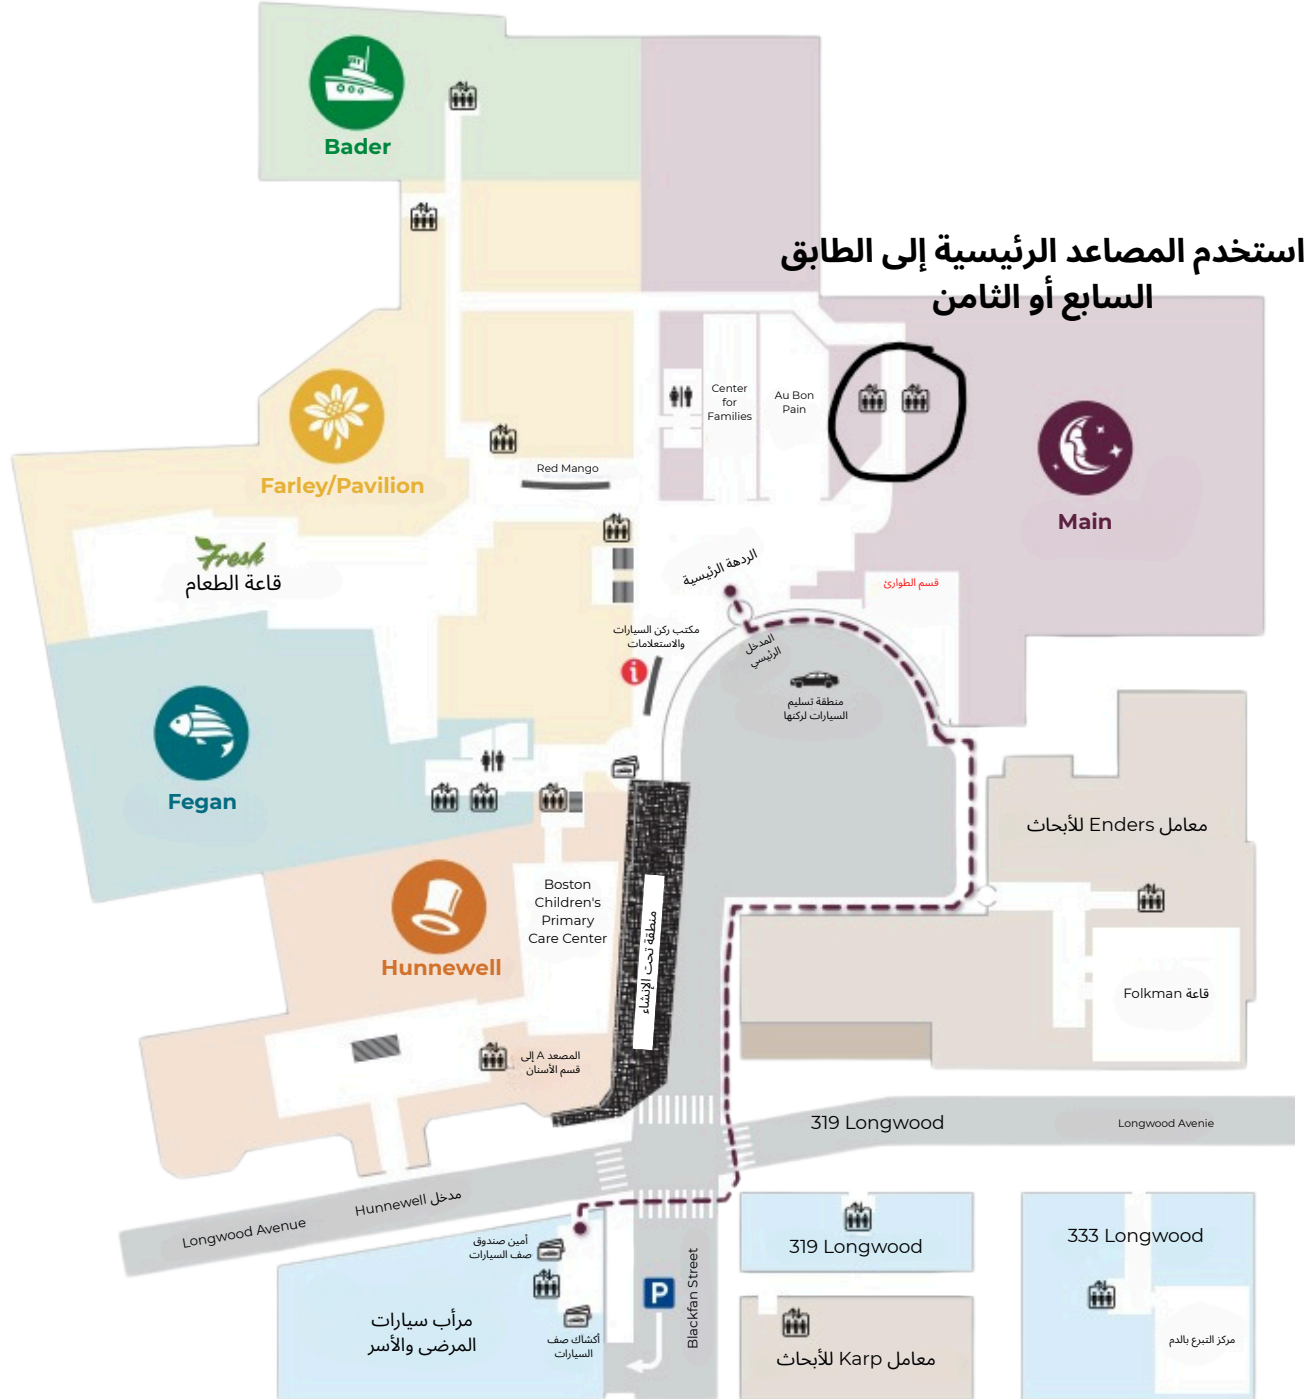 Bader
استخدم المصاعد الرئيسية إلى الطابق
السابع أو الثامن
Center
for
Families
Au Bon
Pain
Main
Farley/Pavilion
Red Mango
Fresh
قاعة الطعام
الردهة الرئيسية
قسم الطوارئ
مكتب ركن السيارات
والاستعلامات
i
المدخل
الرئيسي
منطقة تسليم
السيارات لركنها
Fegan
معامل Enders للأبحاث
Boston
Children's
Primary
Care Center
منطقة تحت الإنشاء
Hunnewell
قاعة Folkman
المصعد A إلى
قسم الأسنان
319 Longwood
Longwood Avenie
مدخل Hunnewell
Longwood Avenue
أمين صندوق
صف السيارات
319 Longwood
333 Longwood
P
Blackfan Street
مرأب سيارات
المرضى والأسر
أكشاك صف
السيارات
معامل Karp للأبحاث
مركز التبرع بالدم